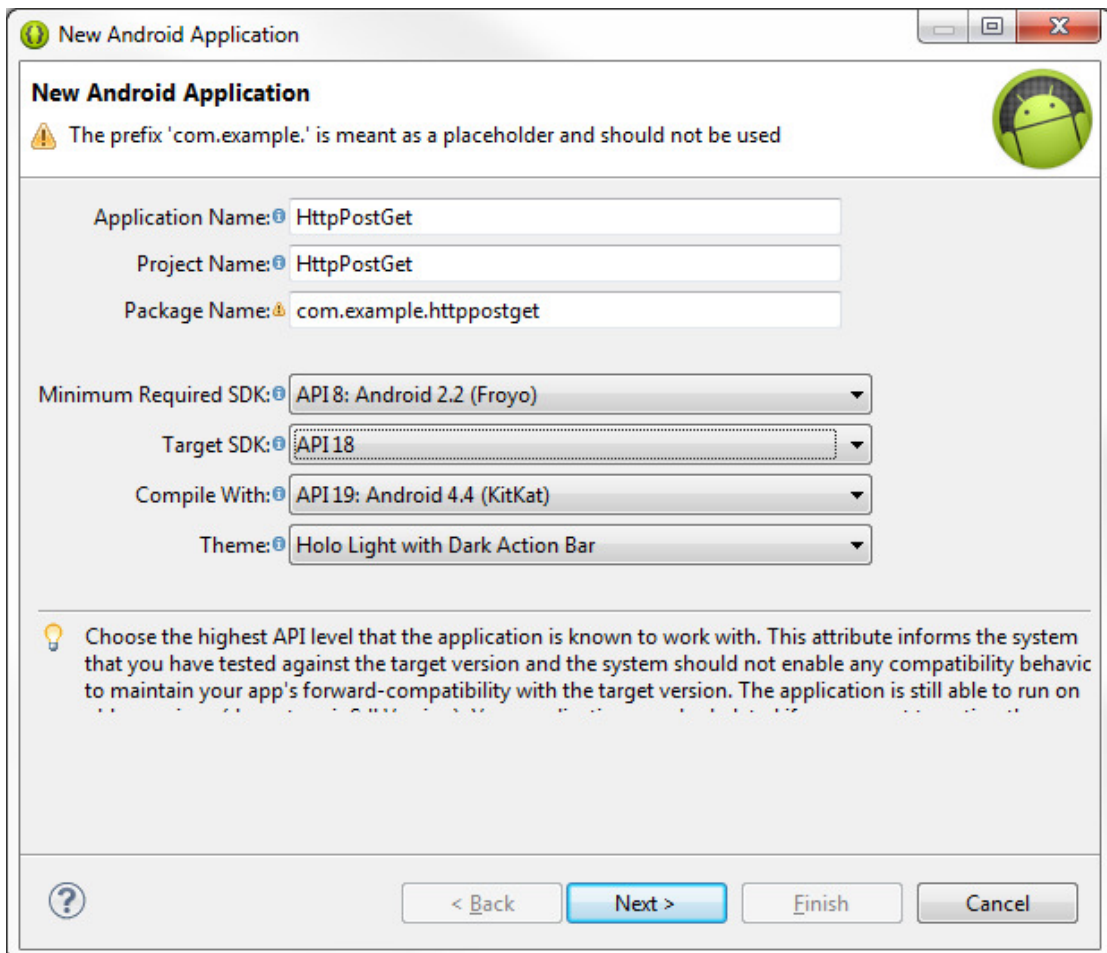 New Android Application
New Android Application
The prefix 'com.example.' is meant as a placeholder and should not be used
Application Name: HttpPostGet
Project Name: HttpPostGet
Package Name: com.example.httppostget
Minimum Required SDK: API 8: Android 2.2 (Froyo)
Target SDK: API 18
Compile With: API 19: Android 4.4 (KitKat)
Theme: Holo Light with Dark Action Bar
Choose the highest API level that the application is known to work with. This attribute informs the system
that you have tested against the target version and the system should not enable any compatibility behavic
to maintain your app's forward-compatibility with the target version. The application is still able to run on
< Back Next > Finish Cancel